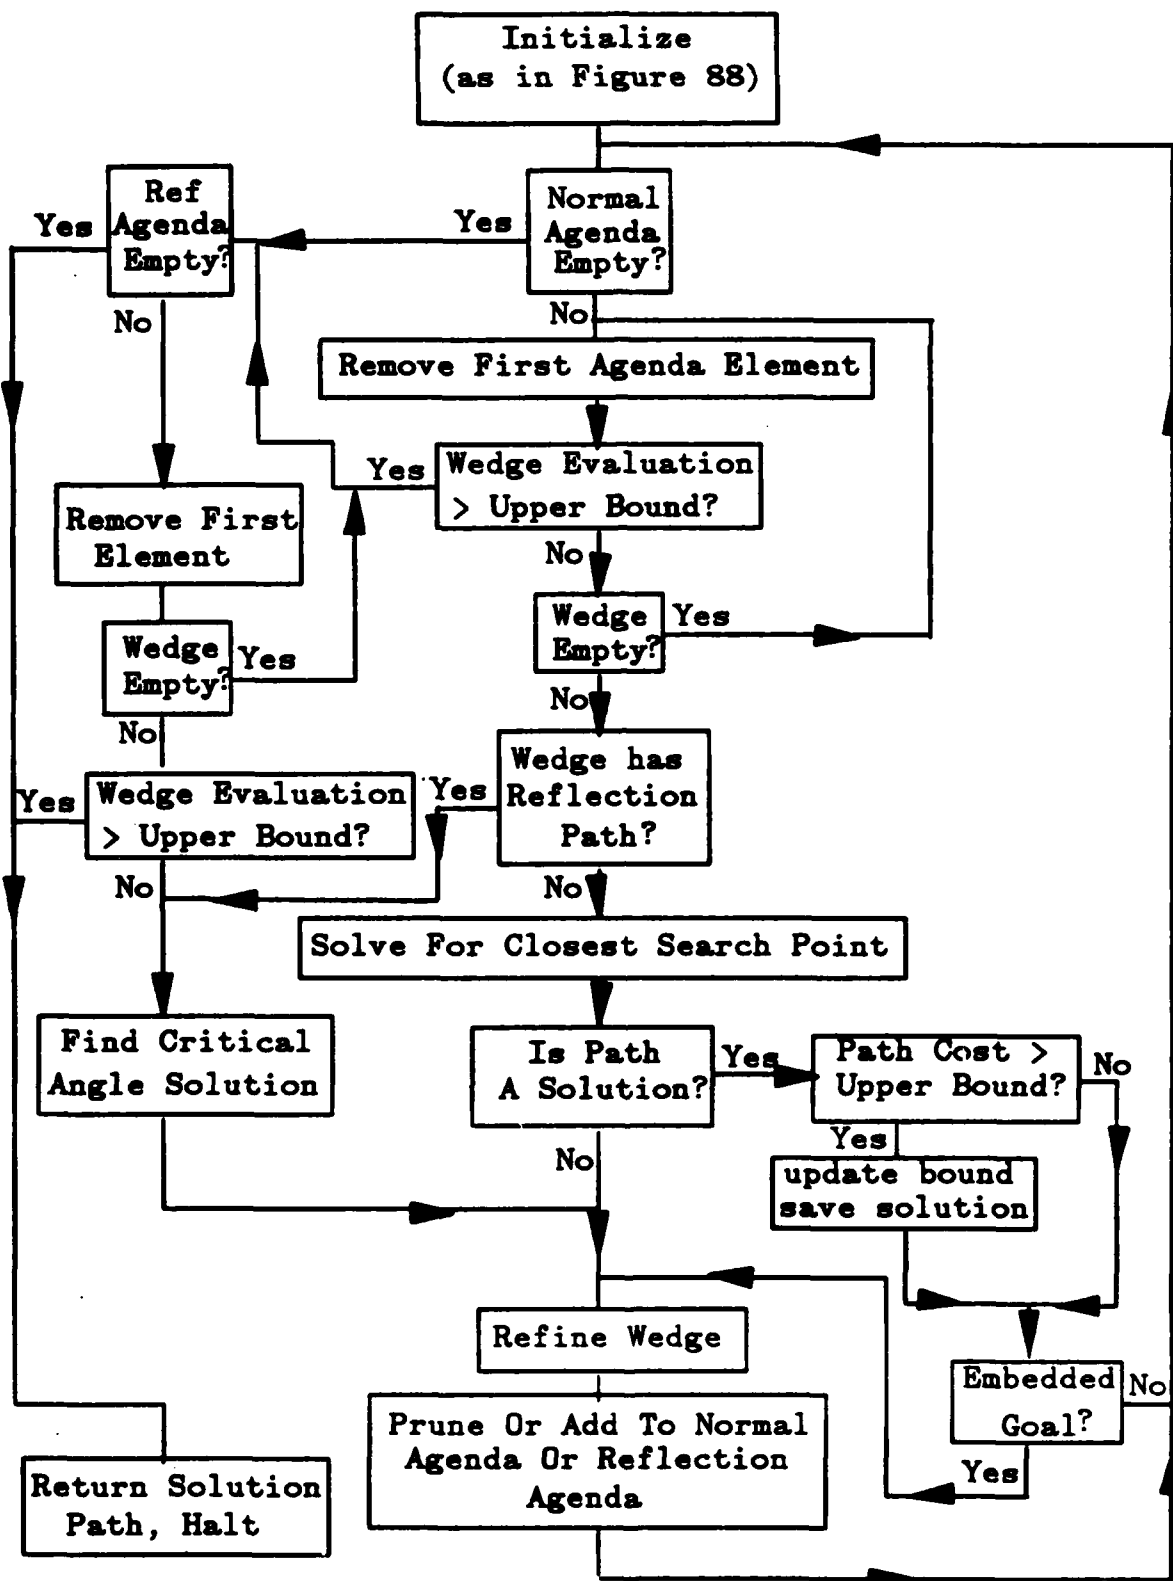 Initialize
(as in Figure 88)
Ref
Agenda
Empty?
Yes
Normal
Agenda
Empty?
Yes
No
No
Remove First Agenda Element
Wedge Evaluation
> Upper Bound?
Yes
No
Remove First
Element
Wedge
Empty?
Yes
Wedge
Empty?
Yes
No
No
Wedge has
Reflection
Path?
Yes
Wedge Evaluation
> Upper Bound?
Yes
No
No
Solve For Closest Search Point
Find Critical
Angle Solution
Is Path
A Solution?
Yes
Path Cost >
Upper Bound?
No
Yes
No
update bound
save solution
Refine Wedge
Embedded
Goal?
No
Yes
Prune Or Add To Normal
Agenda Or Reflection
Agenda
Return Solution
Path, Halt